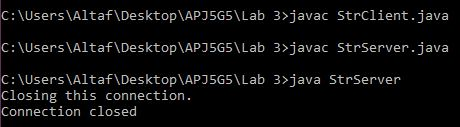 C:\Users\Altaf\Desktop\APJ5G5\Lab 3>javac StrClient.java
C:\Users\Altaf\Desktop\APJ5G5\Lab 3>javac StrServer.java
C:\Users\Altaf\Desktop\APJ5G5\Lab 3>java StrServer
Closing this connection.
Connection closed